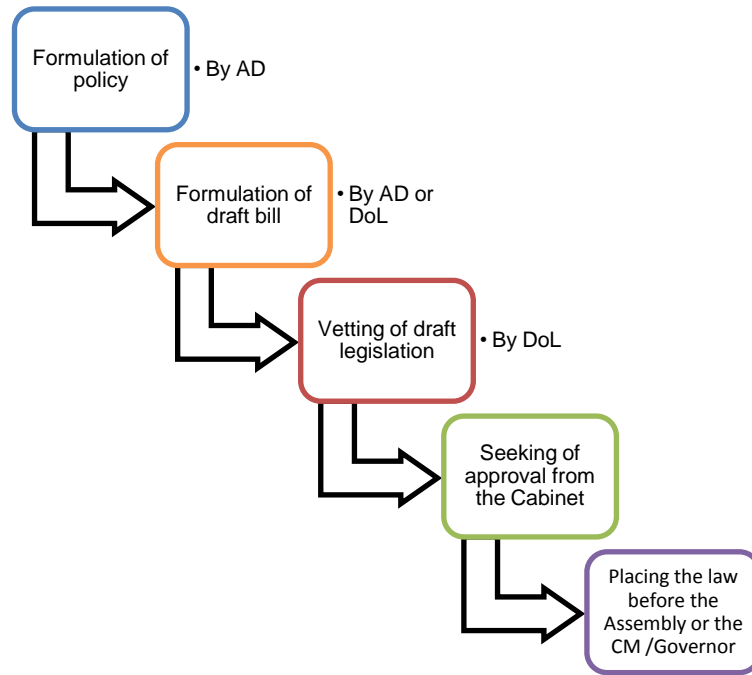 Formulation of
policy
• By AD
Formulation of
draft bill
• By AD or
DoL
Vetting of draft
legislation
• By DoL
Seeking of
approval from
the Cabinet
Placing the law
before the
Assembly or the
CM /Governor